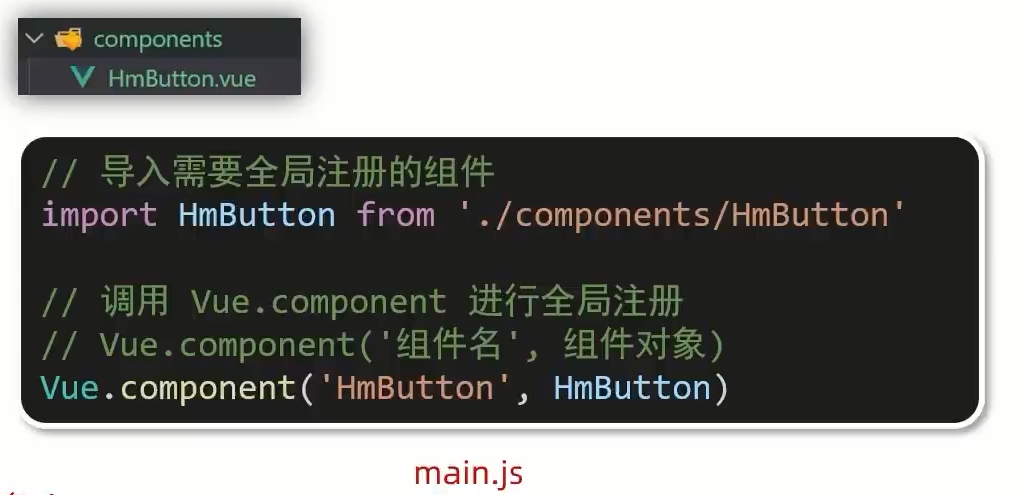 components
HmButton.vue
// 导入需要全局注册的组件
import HmButton from './components/HmButton'
// 调用 Vue.component 进行全局注册
// Vue.component('组件名', 组件对象)
Vue.component('HmButton', HmButton)
main.js